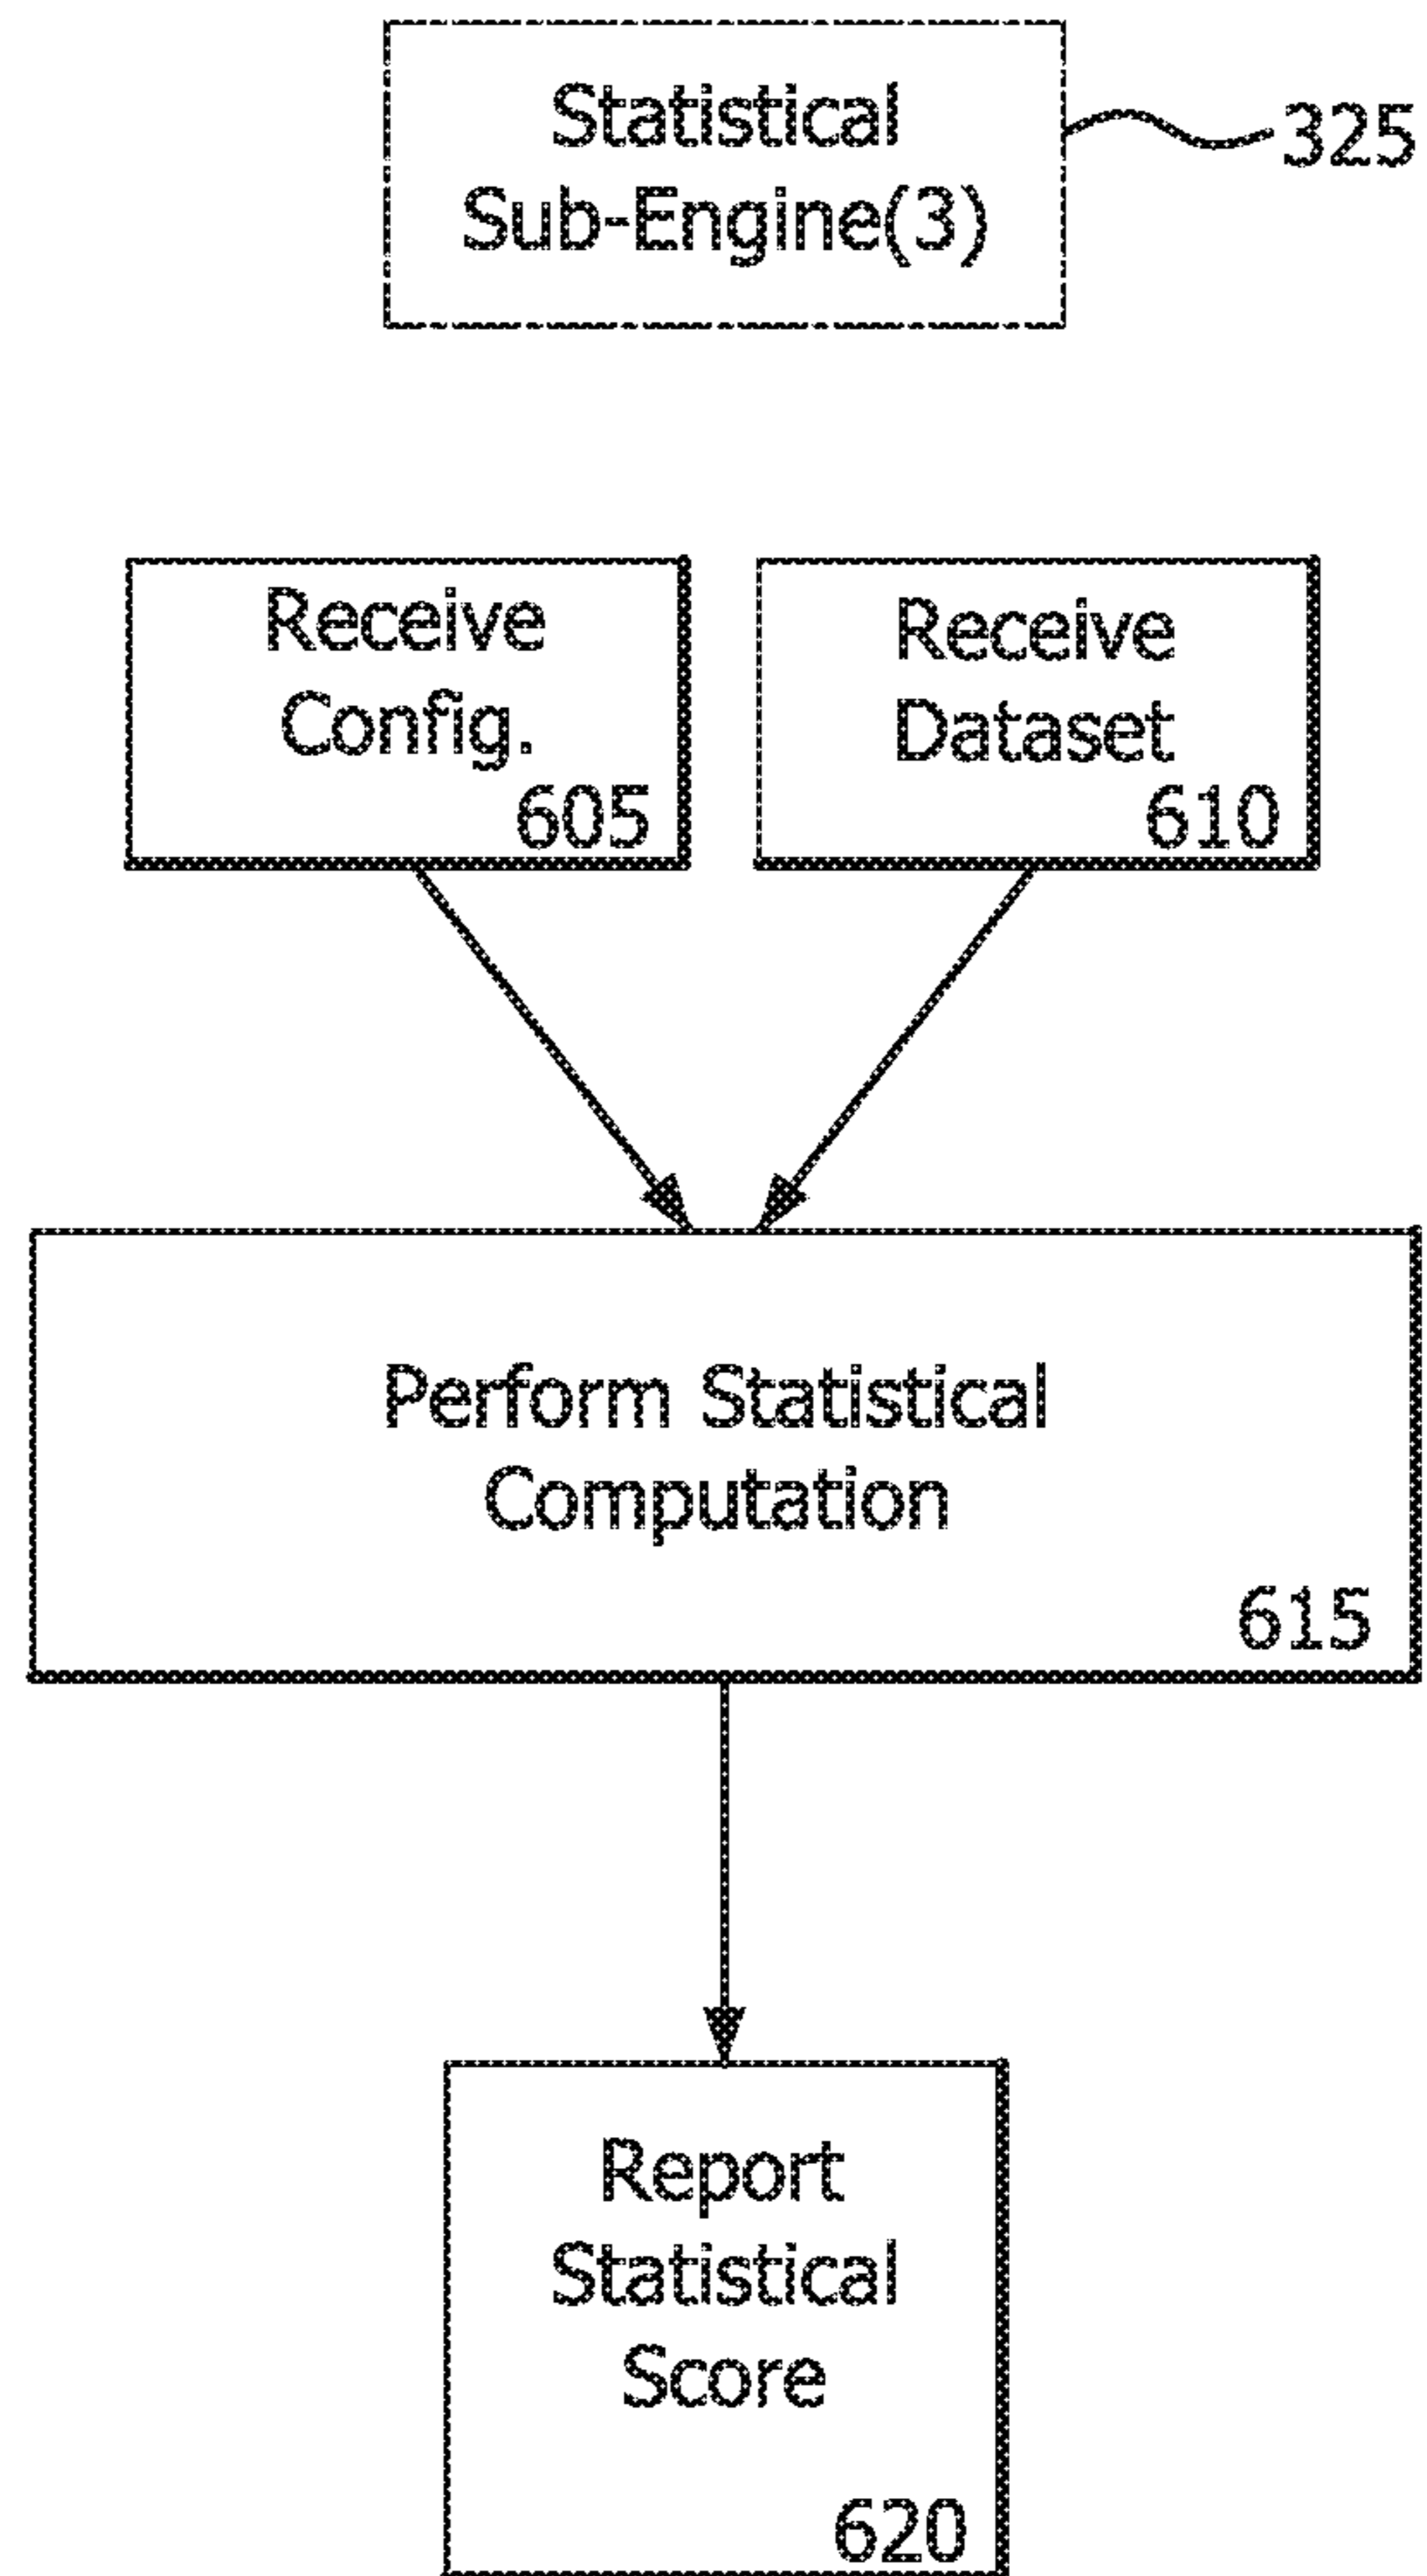 Statistical
Sub-Engine(3)
325
Receive
Config.
605
Receive
Dataset
610
Perform Statistical
Computation
615
Report
Statistical
Score
620